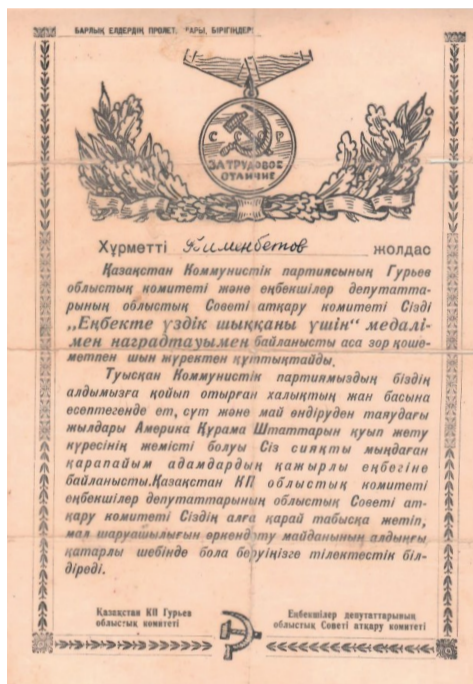 БАРЛЫҚ ЕЛДЕРДІҢ ПРОЛЕТ. РАРЫ, БІРІГІҢДЕР!
С С С Р
ЗА ТРУДОВОЕ
ОТЛИЧИЕ
Хұрметті Бименбетов жолдас
Қазақстан Коммунистік партиясының Гурьев
облыстық комитеті және еңбекшілер депутатта-
рының облыстық Советі атқару комитеті Сізді
„Еңбекте үздік шыққаны үшін“ медалі-
мен наградтауымен байланысты аса зор қоше-
метпен шын жүректен құттықтайды.
Туысқан Коммунистік партиямыздың біздің
алдымызға қойып отырған халықтың жан басына
есептегенде ет, сүт және май өндіруден таяудағы
жылдары Америка Құрама Штаттарын қуып жету
күресінің жемісті болуы Сіз сияқты мыңдаған
қарапайым адамдардың қажырлы еңбегіне
байланысты.Қазақстан КП облыстық комитеті
еңбекшілер депутаттарының облыстық Советі ат-
қару комитеті Сіздің алға қарай табысқа жетіп,
мал шаруашылығын өркендету майданының алдыңғы
қатарлы шебінде бола беруіңізге тілектестік біл-
діреді.
Қазақстан КП Гурьев
облыстық комитеті
Еңбекшілер депутаттарының
облыстық Советі атқару комитеті